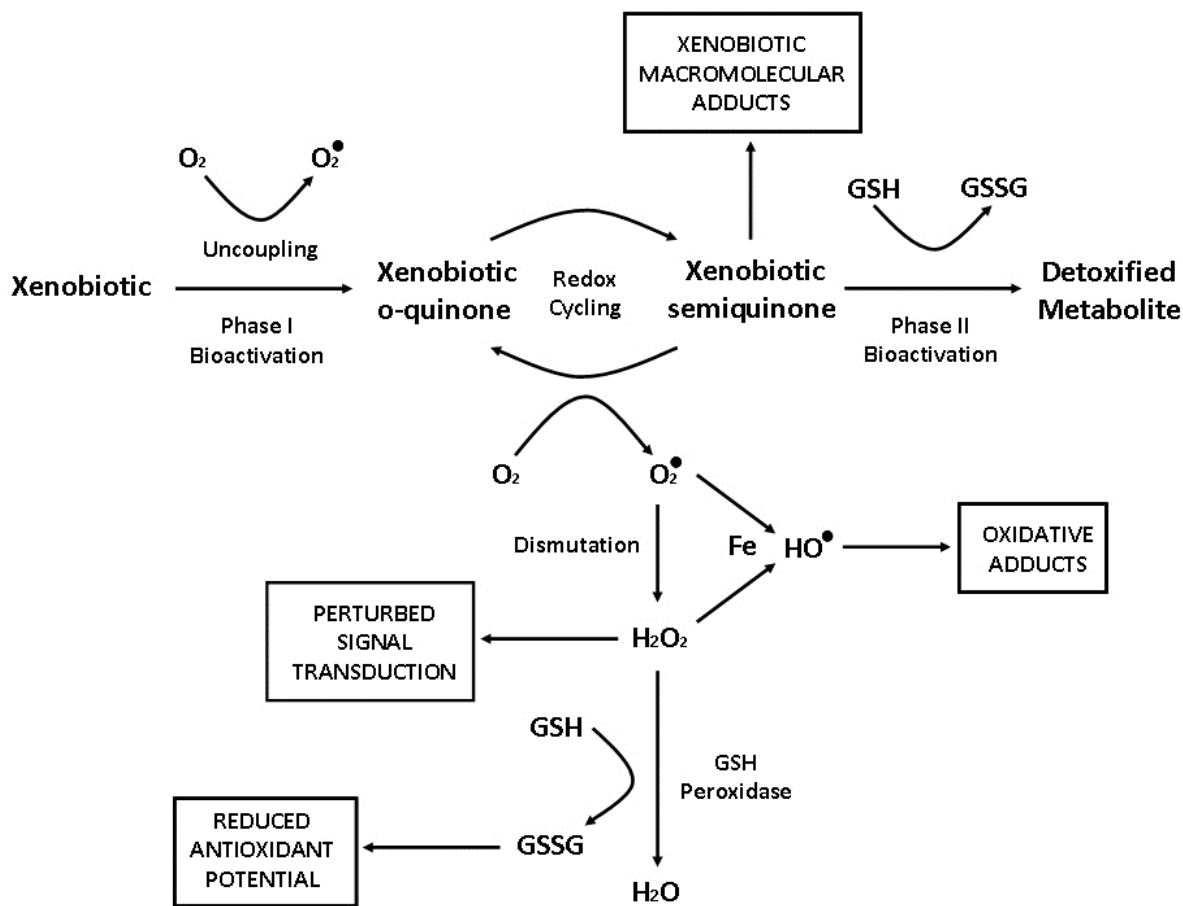 XENOBIOTIC
MACROMOLECULAR
ADDUCTS
O₂ O₂●
GSH GSSG
Uncoupling
Xenobiotic
Phase I
Bioactivation
Xenobiotic
o-quinone
Redox
Cycling
Xenobiotic
semiquinone
Phase II
Bioactivation
Detoxified
Metabolite
O₂ O₂●
Dismutation
Fe HO●
OXIDATIVE
ADDUCTS
PERTURBED
SIGNAL
TRANSDUCTION
H₂O₂
GSH
GSH
Peroxidase
REDUCED
ANTIOXIDANT
POTENTIAL
GSSG
H₂O